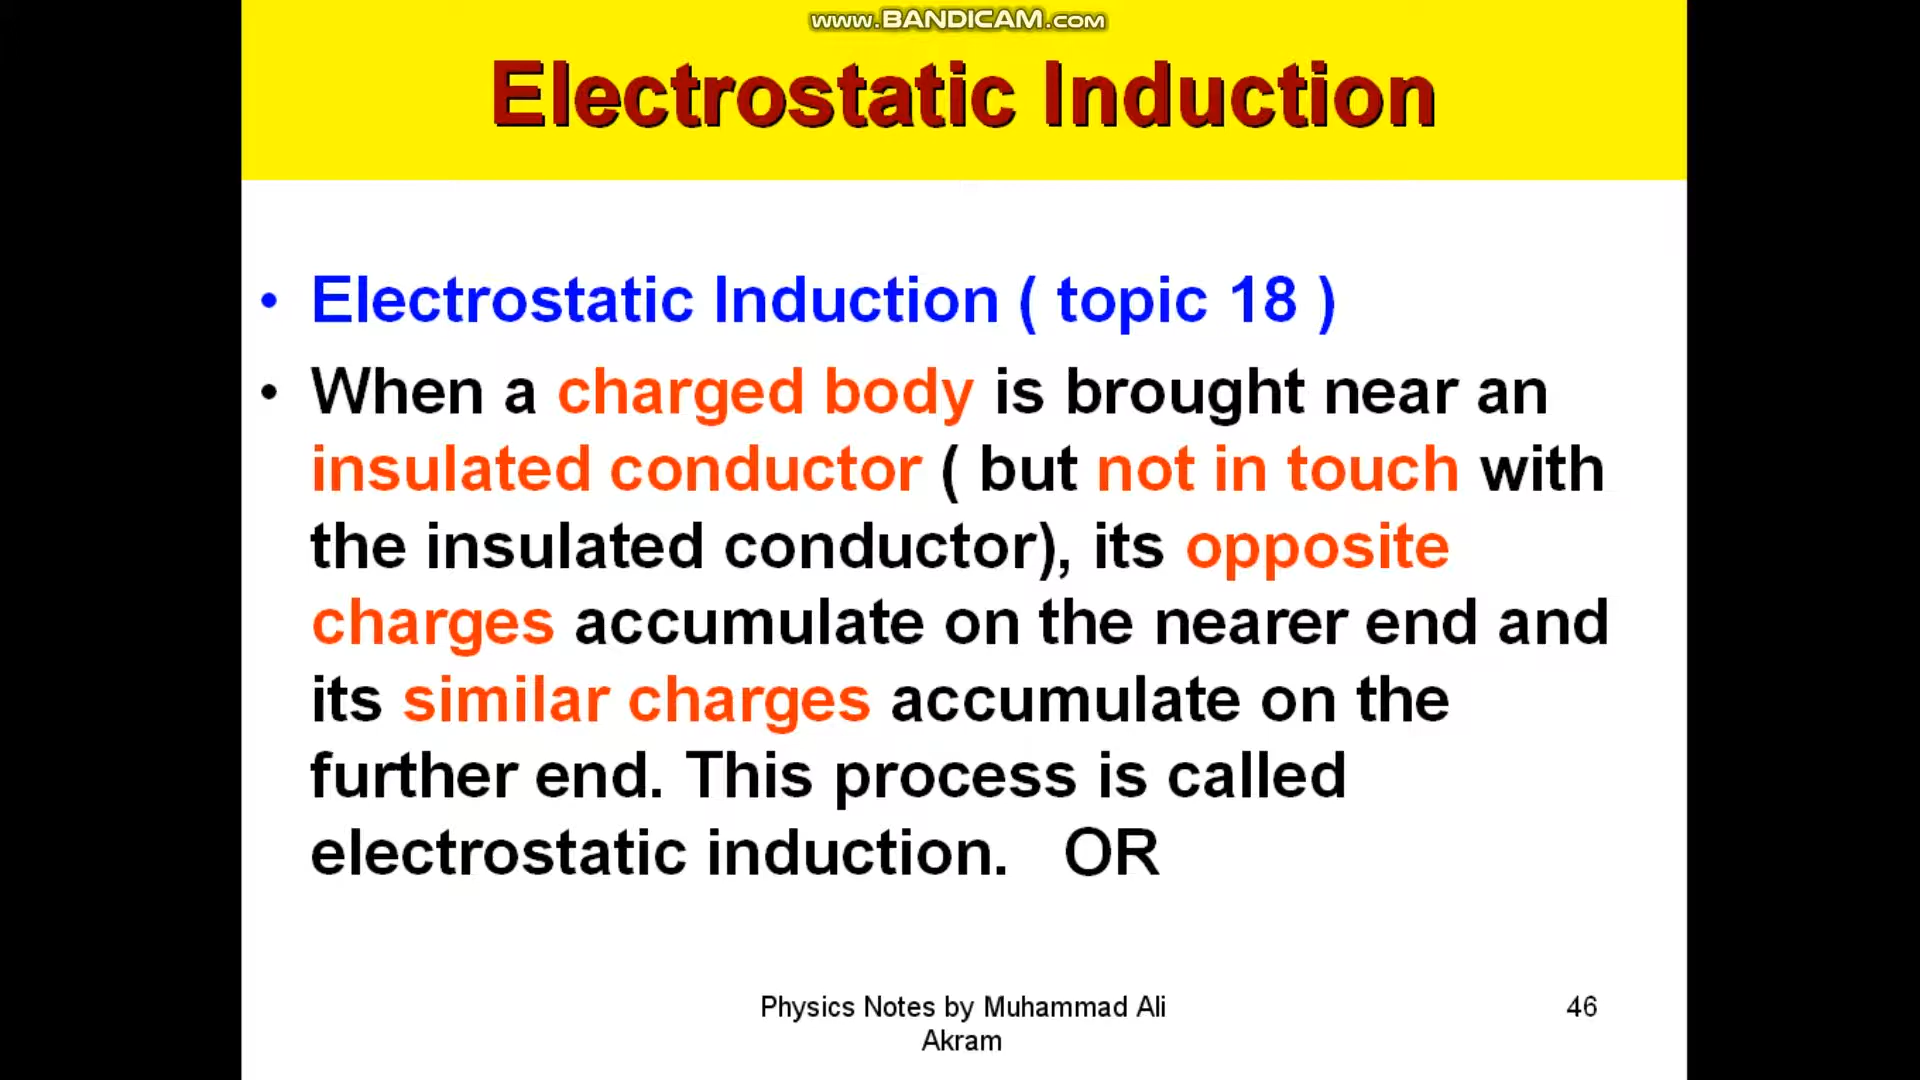 www.BANDICAM.com
Electrostatic Induction
• Electrostatic Induction ( topic 18 )
• When a charged body is brought near an
insulated conductor ( but not in touch with
the insulated conductor), its opposite
charges accumulate on the nearer end and
its similar charges accumulate on the
further end. This process is called
electrostatic induction.   OR
Physics Notes by Muhammad Ali
Akram
46